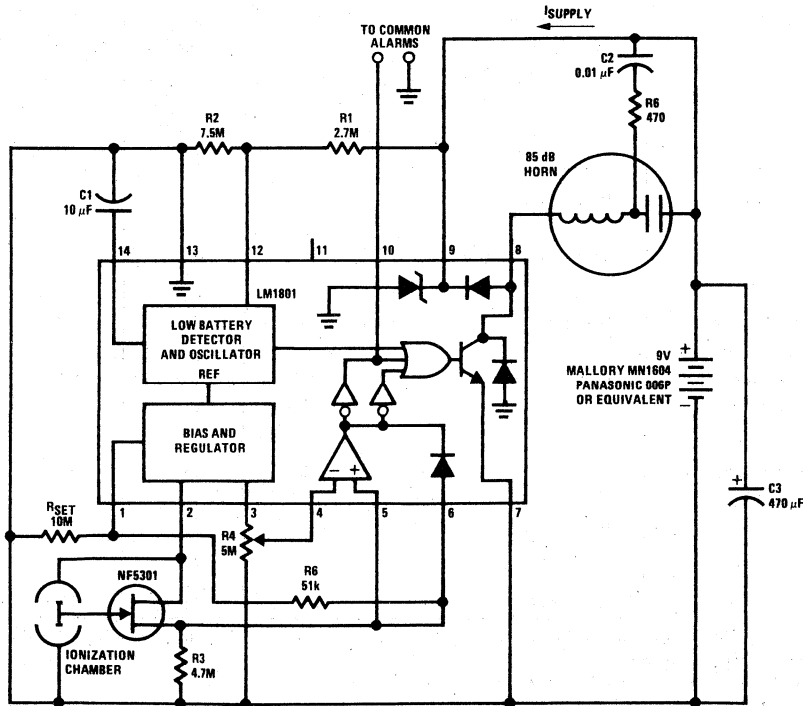 I SUPPLY
TO COMMON
ALARMS
C2
0.01 µF
R6
470
R2
7.5M
R1
2.7M
85 dB
HORN
C1
10 µF
14
13
12
11
10
9
8
LM1801
LOW BATTERY
DETECTOR
AND OSCILLATOR
REF
BIAS AND
REGULATOR
+
9V
MALLORY MN1604
PANASONIC 006P
OR EQUIVALENT
−
− +
+
C3
470 µF
1
2
3
4
5
6
7
RSET
10M
R4
5M
NF5301
R6
51k
R3
4.7M
IONIZATION
CHAMBER